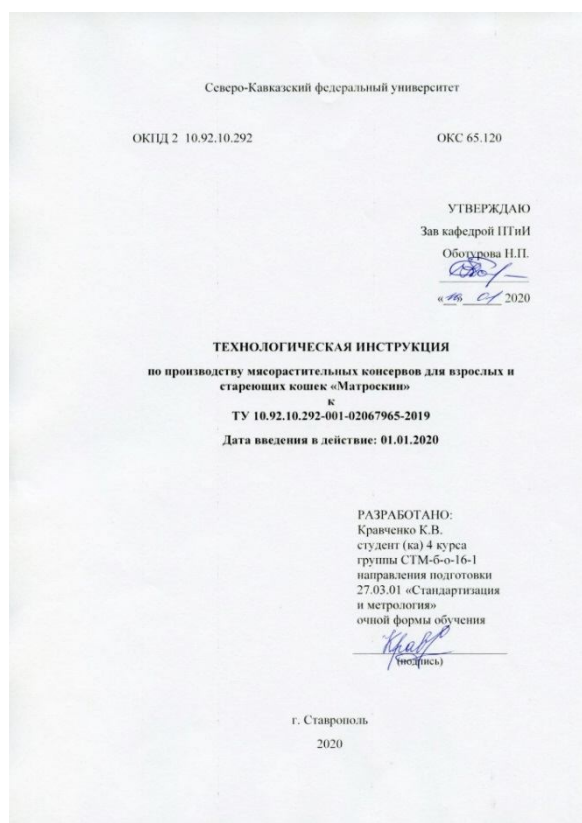 Северо-Кавказский федеральный университет
ОКПД 2 10.92.10.292 ОКС 65.120
УТВЕРЖДАЮ
Зав кафедрой ПТиИ
Оботурова Н.П.
« » 01 2020
ТЕХНОЛОГИЧЕСКАЯ ИНСТРУКЦИЯ
по производству мясорастительных консервов для взрослых и
стареющих кошек «Матроскин»
к
ТУ 10.92.10.292-001-02067965-2019
Дата введения в действие: 01.01.2020
РАЗРАБОТАНО:
Кравченко К.В.
студент (ка) 4 курса
группы СТМ-б-о-16-1
направления подготовки
27.03.01 «Стандартизация
и метрология»
очной формы обучения
(подпись)
г. Ставрополь
2020